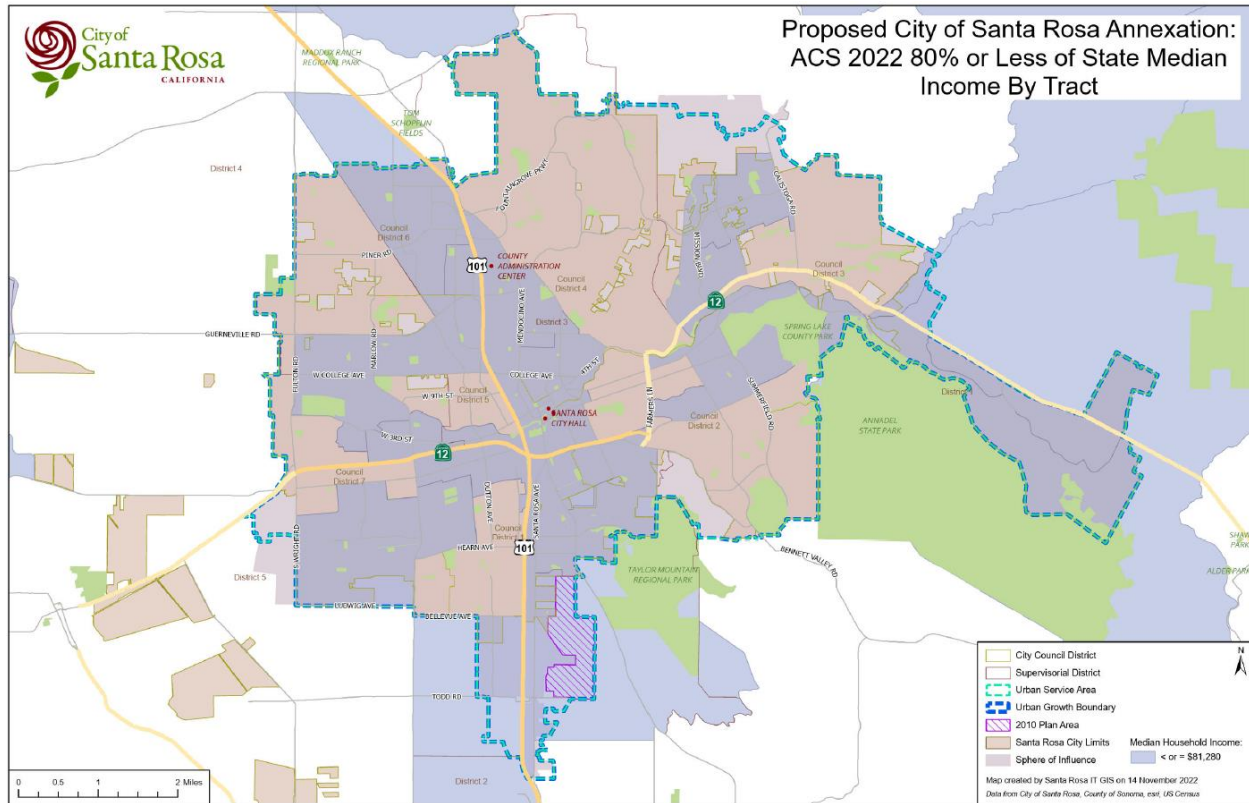 City of
Santa Rosa
CALIFORNIA
Proposed City of Santa Rosa Annexation:
ACS 2022 80% or Less of State Median
Income By Tract
MADDUX RANCH
REGIONAL PARK
TOM
SCHOPFLIN
FIELDS
District 4
FOUNTAINGROVE PKWY
CALISTOGA RD
Council
District 6
PINER RD
COUNTY
ADMINISTRATION
CENTER
101
MISSION BLVD
Council
District 3
Council
District 4
12
MENDOCINO AVE
District 3
GUERNEVILLE RD
MARLOW RD
SPRING LAKE
COUNTY PARK
FULTON RD
W COLLEGE AVE
COLLEGE AVE
4TH ST
W 9TH ST
Council
District 5
SUMMERFIELD RD
FARMERS LN
SANTA ROSA
CITY HALL
Council
District 2
ANNADEL
STATE PARK
W 3RD ST
12
Council
District 7
DUTTON AVE
SANTA ROSA AVE
S WRIGHT RD
HEARN AVE
101
BENNETT VALLEY RD
District 5
TAYLOR MOUNTAIN
REGIONAL PARK
LUDWIG AVE
BELLEVUE AVE
TODD RD
District 2
0 0.5 1 2 Miles
N
City Council District
Supervisorial District
Urban Service Area
Urban Growth Boundary
2010 Plan Area
Santa Rosa City Limits
Sphere of Influence
Median Household Income:
< or = $81,280
Map created by Santa Rosa IT GIS on 14 November 2022
Data from City of Santa Rosa, County of Sonoma, esri, US Census